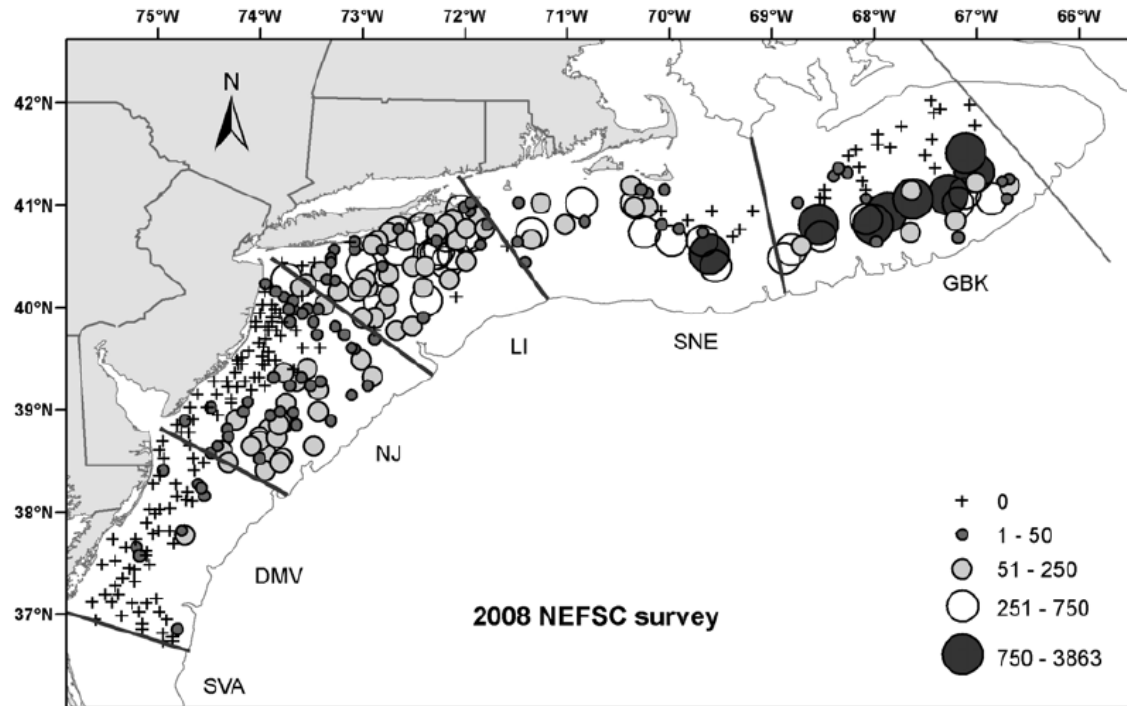 75°W 74°W 73°W 72°W 71°W 70°W 69°W 68°W 67°W 66°W
N
42°N
41°N
40°N
39°N
38°N
37°N
GBK
SNE
LI
NJ
DMV
SVA
2008 NEFSC survey
0
1 - 50
51 - 250
251 - 750
750 - 3863